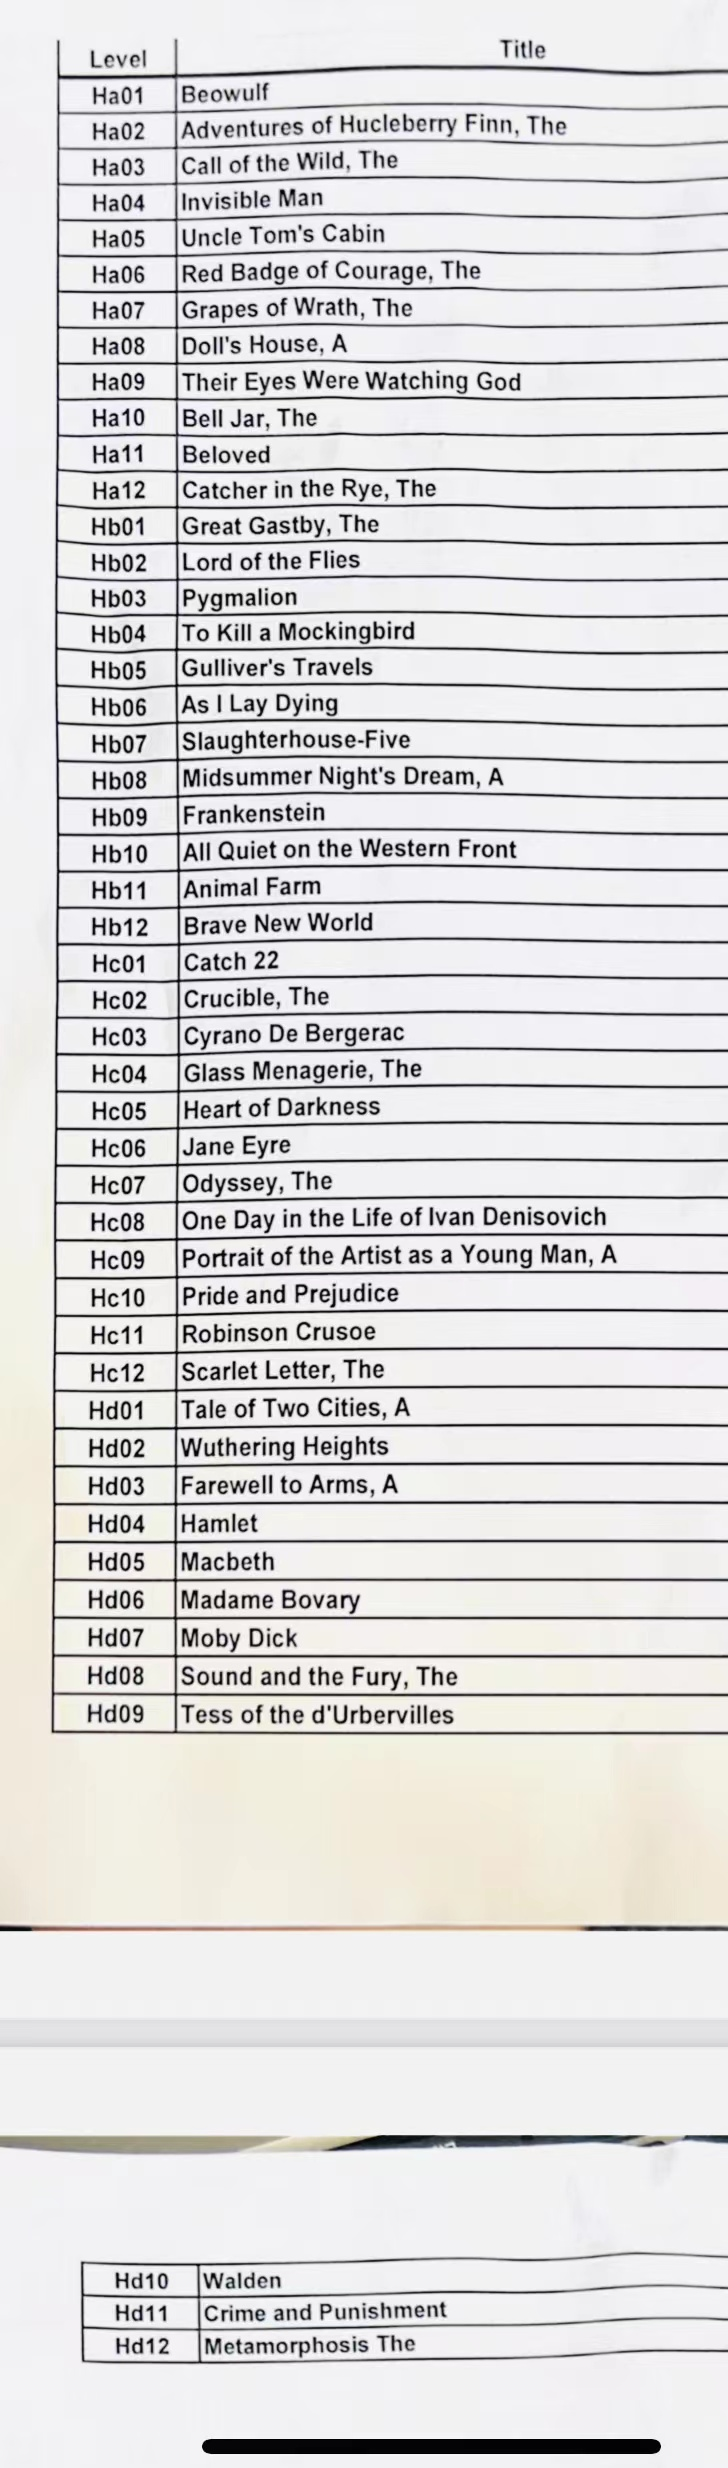 Level Title
Ha01 Beowulf
Ha02 Adventures of Hucleberry Finn, The
Ha03 Call of the Wild, The
Ha04 Invisible Man
Ha05 Uncle Tom's Cabin
Ha06 Red Badge of Courage, The
Ha07 Grapes of Wrath, The
Ha08 Doll's House, A
Ha09 Their Eyes Were Watching God
Ha10 Bell Jar, The
Ha11 Beloved
Ha12 Catcher in the Rye, The
Hb01 Great Gastby, The
Hb02 Lord of the Flies
Hb03 Pygmalion
Hb04 To Kill a Mockingbird
Hb05 Gulliver's Travels
Hb06 As I Lay Dying
Hb07 Slaughterhouse-Five
Hb08 Midsummer Night's Dream, A
Hb09 Frankenstein
Hb10 All Quiet on the Western Front
Hb11 Animal Farm
Hb12 Brave New World
Hc01 Catch 22
Hc02 Crucible, The
Hc03 Cyrano De Bergerac
Hc04 Glass Menagerie, The
Hc05 Heart of Darkness
Hc06 Jane Eyre
Hc07 Odyssey, The
Hc08 One Day in the Life of Ivan Denisovich
Hc09 Portrait of the Artist as a Young Man, A
Hc10 Pride and Prejudice
Hc11 Robinson Crusoe
Hc12 Scarlet Letter, The
Hd01 Tale of Two Cities, A
Hd02 Wuthering Heights
Hd03 Farewell to Arms, A
Hd04 Hamlet
Hd05 Macbeth
Hd06 Madame Bovary
Hd07 Moby Dick
Hd08 Sound and the Fury, The
Hd09 Tess of the d'Urbervilles
Hd10 Walden
Hd11 Crime and Punishment
Hd12 Metamorphosis The